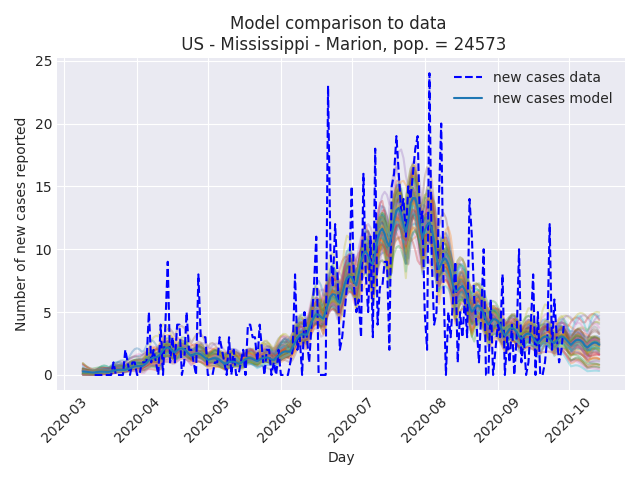 Model comparison to data
US - Mississippi - Marion, pop. = 24573
25
20
15
10
5
0
Number of new cases reported
new cases data
new cases model
2020-03
2020-04
2020-05
2020-06
2020-07
2020-08
2020-09
2020-10
Day